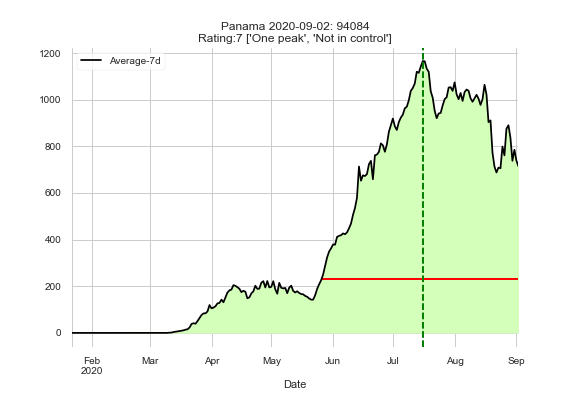 Panama 2020-09-02: 94084
Rating:7 ['One peak', 'Not in control']
Average-7d
1200
1000
800
600
400
200
0
Feb Mar Apr May Jun Jul Aug Sep
2020
Date